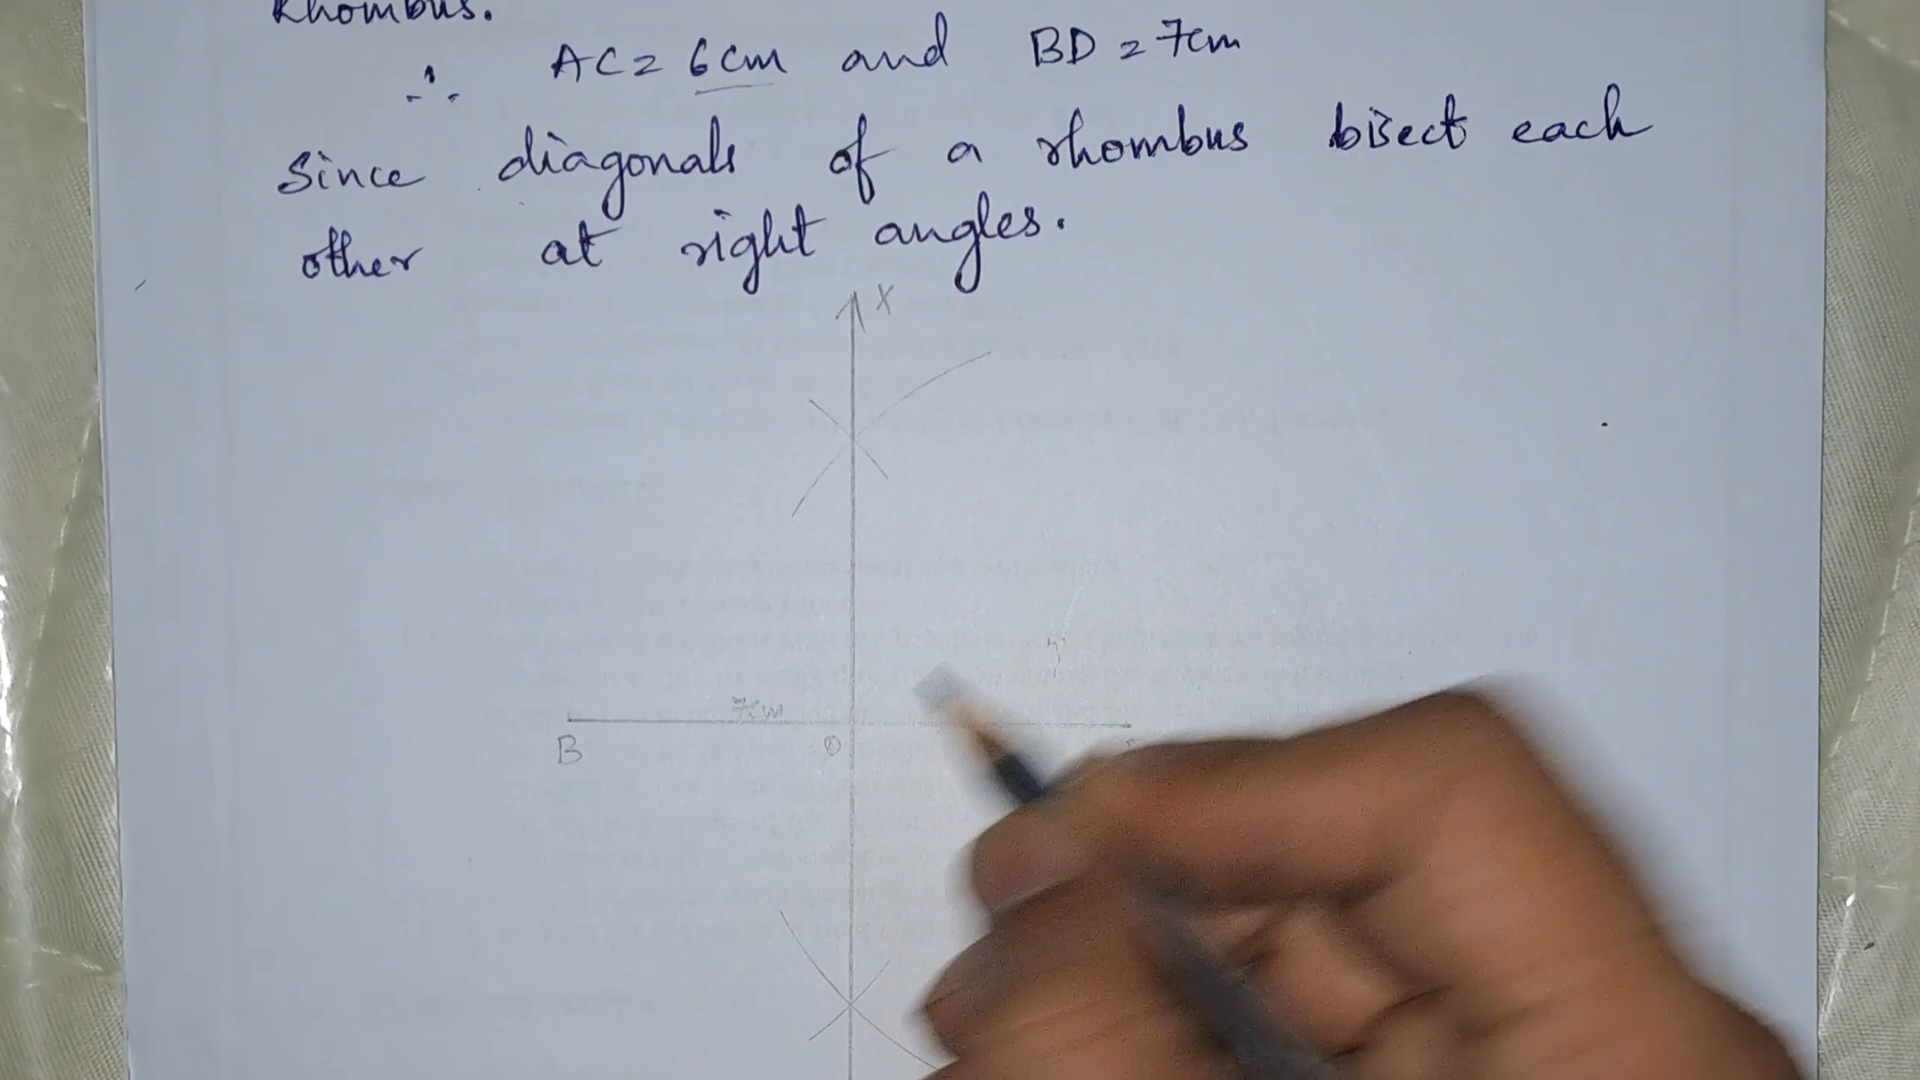 Rhombus.
∴ AC = 6cm and BD = 7cm
Since diagonals of a rhombus bisect each
other at right angles.
X
7cm
B O